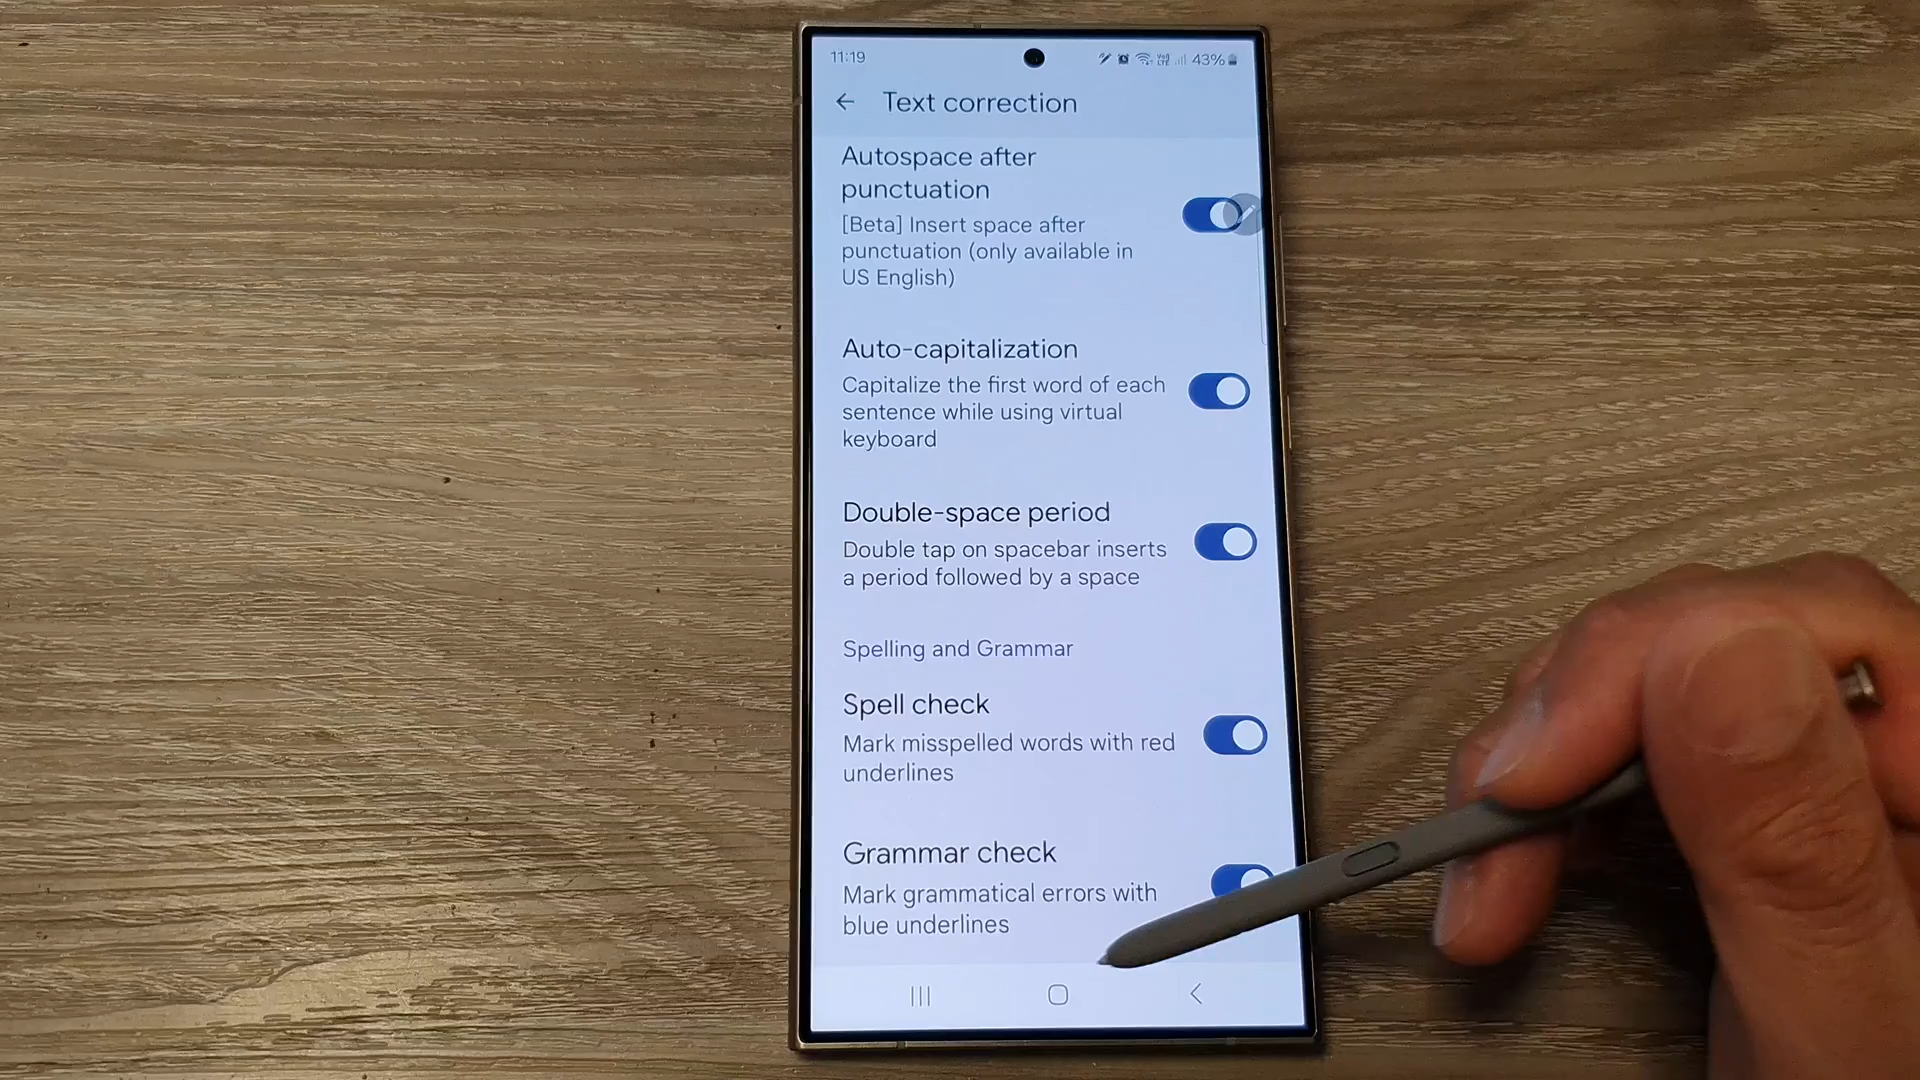 11:19
43%
Text correction
Autospace after
punctuation
[Beta] Insert space after
punctuation (only available in
US English)
Auto-capitalization
Capitalize the first word of each
sentence while using virtual
keyboard
Double-space period
Double tap on spacebar inserts
a period followed by a space
Spelling and Grammar
Spell check
Mark misspelled words with red
underlines
Grammar check
Mark grammatical errors with
blue underlines